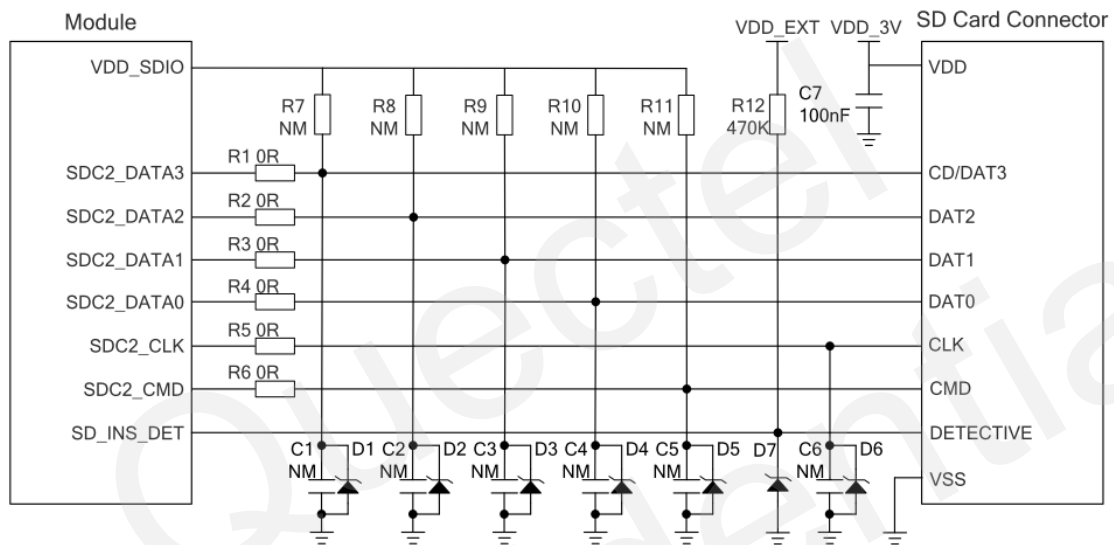 Module
SD Card Connector
VDD_EXT VDD_3V
VDD_SDIO
VDD
R7 NM
R8 NM
R9 NM
R10 NM
R11 NM
R12 470K
C7 100nF
SDC2_DATA3
R1 0R
CD/DAT3
SDC2_DATA2
R2 0R
DAT2
SDC2_DATA1
R3 0R
DAT1
SDC2_DATA0
R4 0R
DAT0
SDC2_CLK
R5 0R
CLK
SDC2_CMD
R6 0R
CMD
SD_INS_DET
DETECTIVE
C1 NM
D1
C2 NM
D2
C3 NM
D3
C4 NM
D4
C5 NM
D5
D7
C6 NM
D6
VSS
Quectel